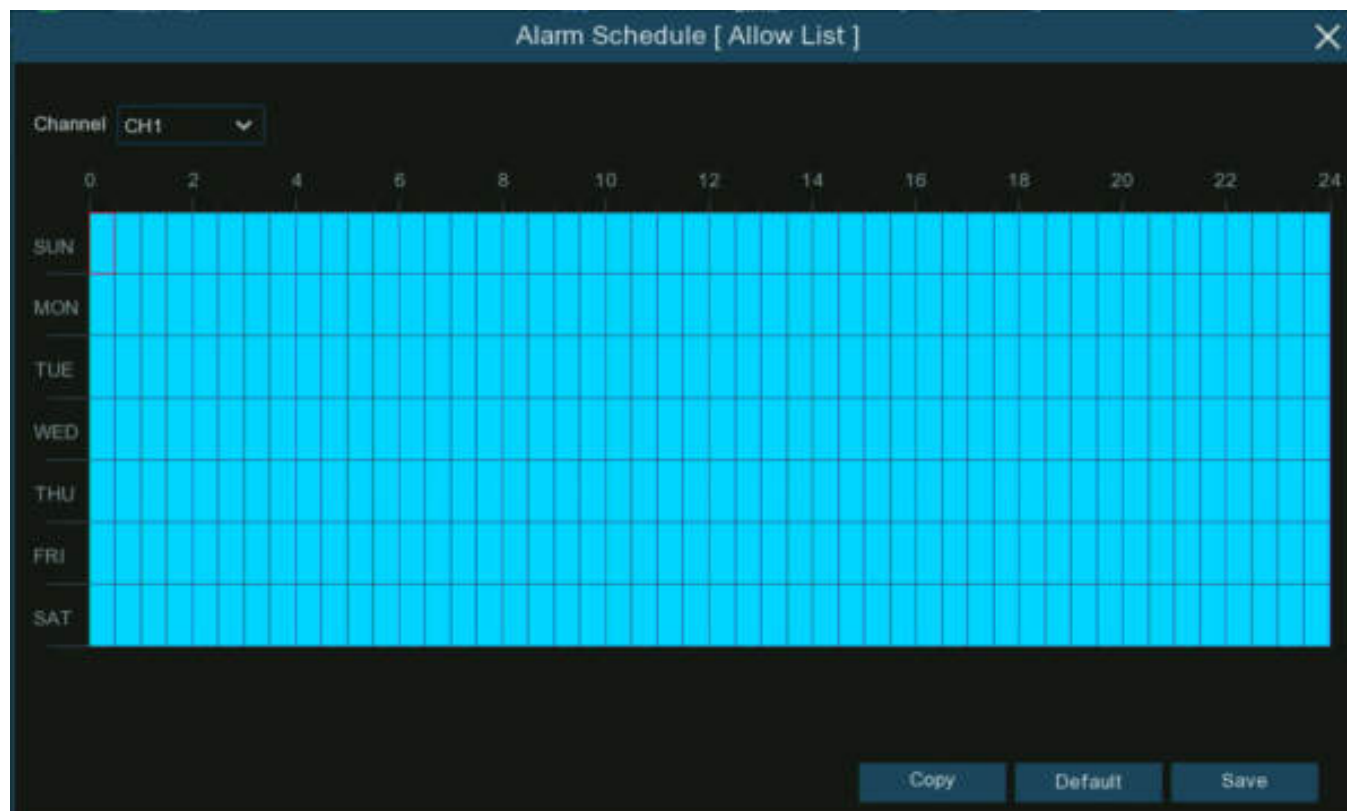 Alarm Schedule [ Allow List ]
Channel CH1
0 2 4 6 8 10 12 14 16 18 20 22 24
SUN
MON
TUE
WED
THU
FRI
SAT
Copy Default Save